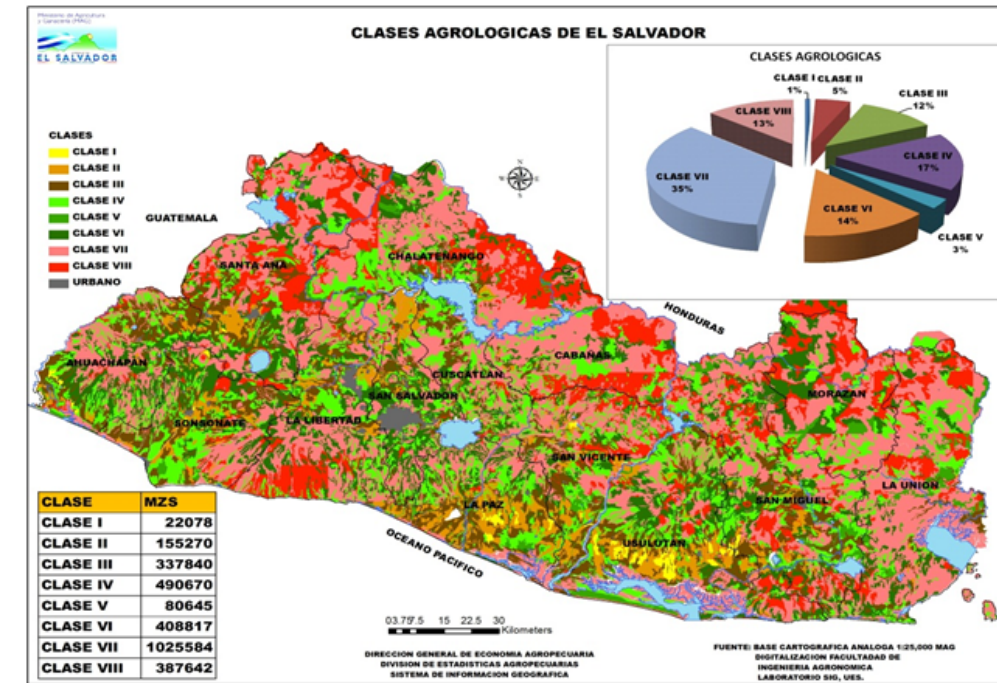 Ministerio de Agricultura
y Ganadería (MAG)
EL SALVADOR
CLASES AGROLOGICAS DE EL SALVADOR
CLASES AGROLOGICAS
CLASE I
1%
CLASE II
5%
CLASE III
12%
CLASE IV
17%
CLASE V
3%
CLASE VI
14%
CLASE VII
35%
CLASE VIII
13%
CLASES
CLASE I
CLASE II
CLASE III
CLASE IV
CLASE V
CLASE VI
CLASE VII
CLASE VIII
URBANO
N
E
S
W
GUATEMALA
HONDURAS
SANTA ANA
CHALATENANGO
AHUACHAPAN
CABAÑAS
CUSCATLAN
SAN SALVADOR
MORAZAN
SONSONATE
LA LIBERTAD
SAN VICENTE
LA UNION
SAN MIGUEL
LA PAZ
USULUTAN
OCEANO PACIFICO
CLASE MZS
CLASE I 22078
CLASE II 155270
CLASE III 337840
CLASE IV 490670
CLASE V 80645
CLASE VI 408817
CLASE VII 1025584
CLASE VIII 387642
03.757.5 15 22.5 30
Kilometers
DIRECCION GENERAL DE ECONOMIA AGROPECUARIA
DIVISION DE ESTADISTICAS AGROPECUARIAS
SISTEMA DE INFORMACION GEOGRAFICA
FUENTE: BASE CARTOGRAFICA ANALOGA 1:25,000 MAG
DIGITALIZACION FACULTADAD DE
INGENIERIA AGRONOMICA
LABORATORIO SIG, UES.